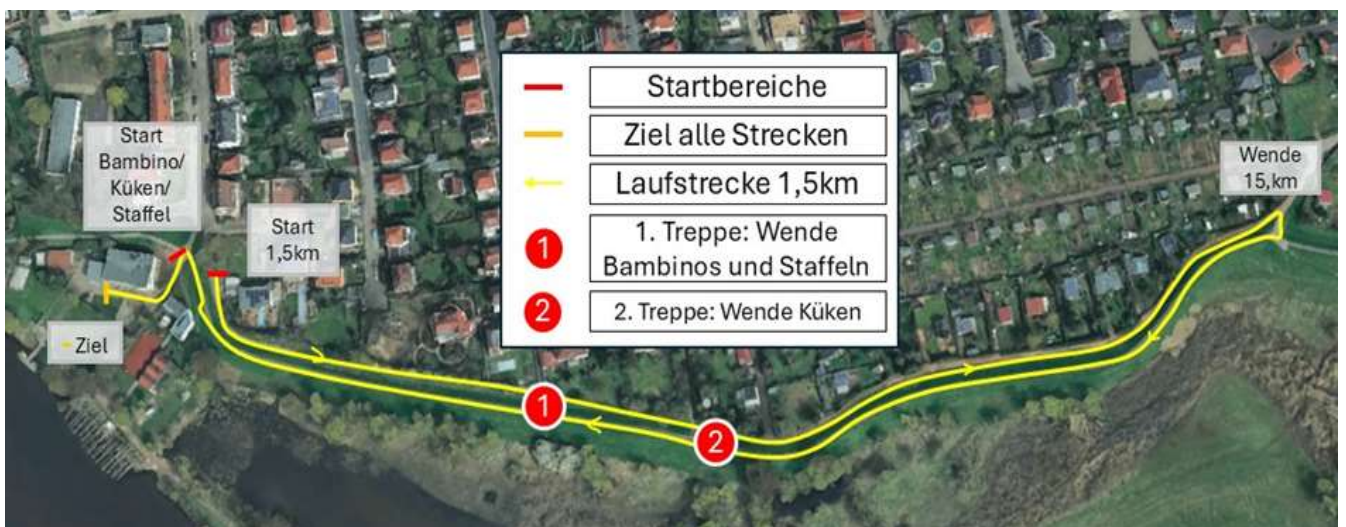 Startbereiche
Ziel alle Strecken
Laufstrecke 1,5km
1
1. Treppe: Wende
Bambinos und Staffeln
2
2. Treppe: Wende Küken
Start
Bambino/
Küken/
Staffel
Start
1,5km
Wende
15,km
Ziel
1
2